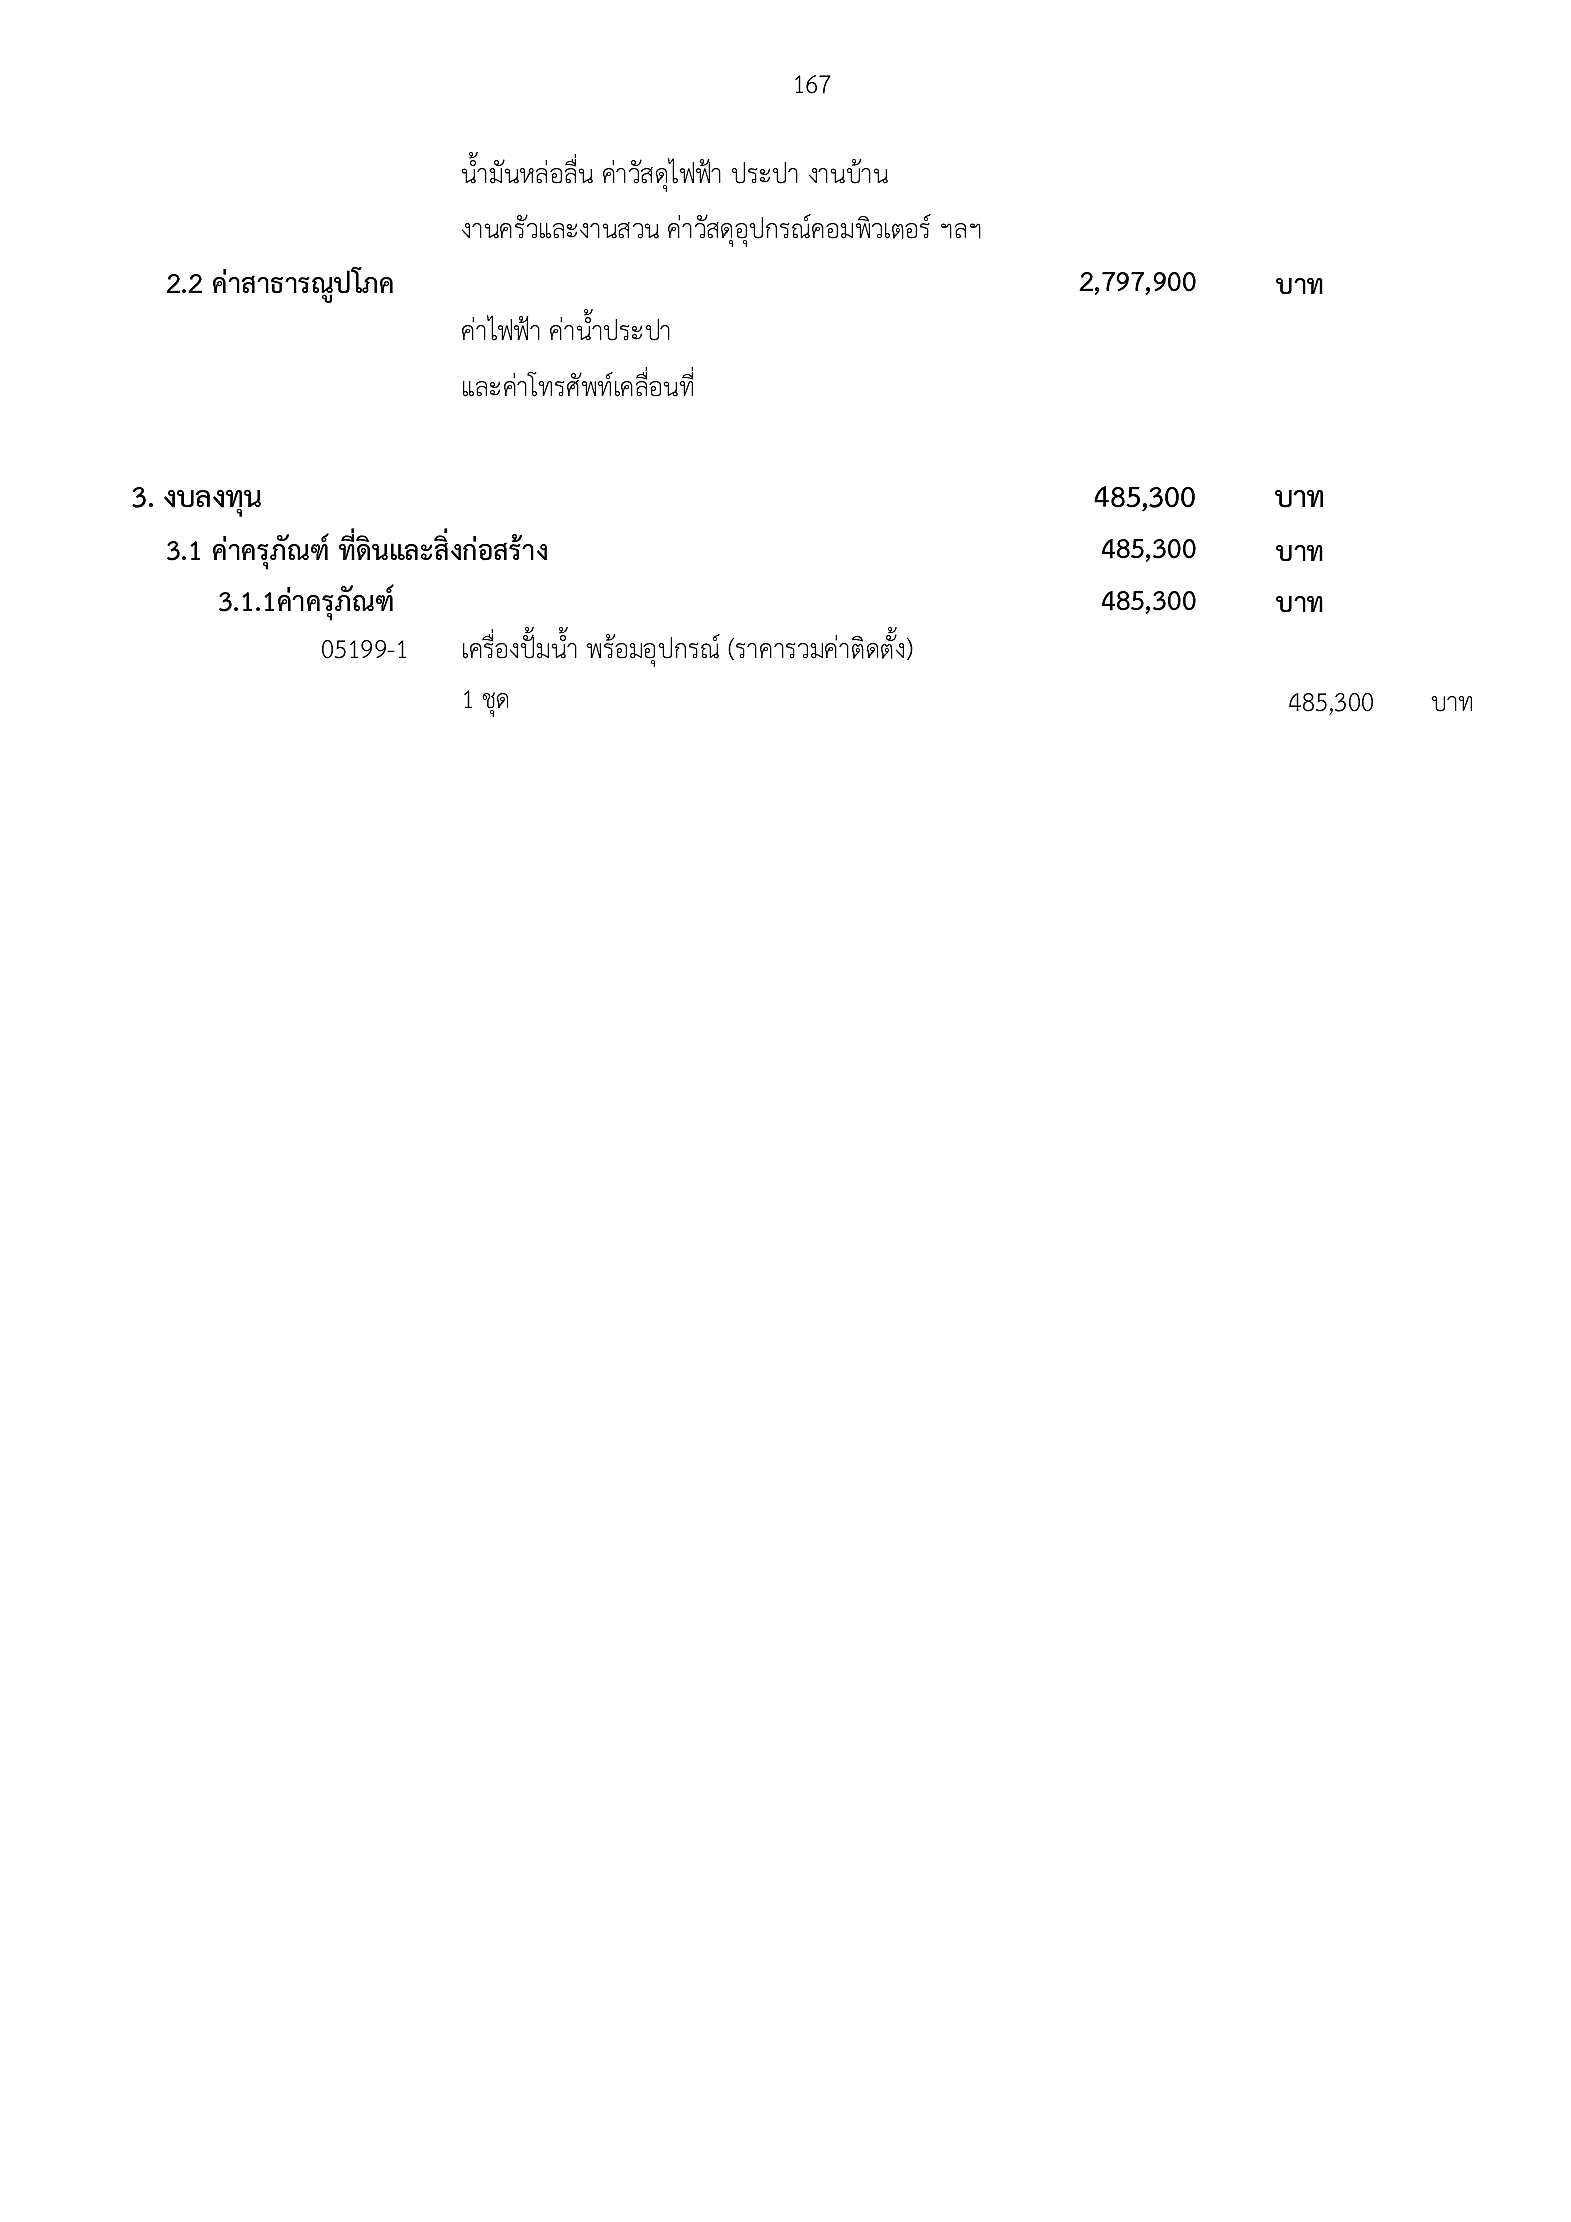 167
น้ำมันหล่อลื่น ค่าวัสดุไฟฟ้า ประปา งานบ้าน
งานครัวและงานสวน ค่าวัสดุอุปกรณ์คอมพิวเตอร์ ฯลฯ
2.2 ค่าสาธารณูปโภค 2,797,900 บาท
ค่าไฟฟ้า ค่าน้ำประปา
และค่าโทรศัพท์เคลื่อนที่
3. งบลงทุน 485,300 บาท
3.1 ค่าครุภัณฑ์ ที่ดินและสิ่งก่อสร้าง 485,300 บาท
3.1.1ค่าครุภัณฑ์ 485,300 บาท
05199-1 เครื่องปั้มน้ำ พร้อมอุปกรณ์ (ราคารวมค่าติดตั้ง)
1 ชุด 485,300 บาท